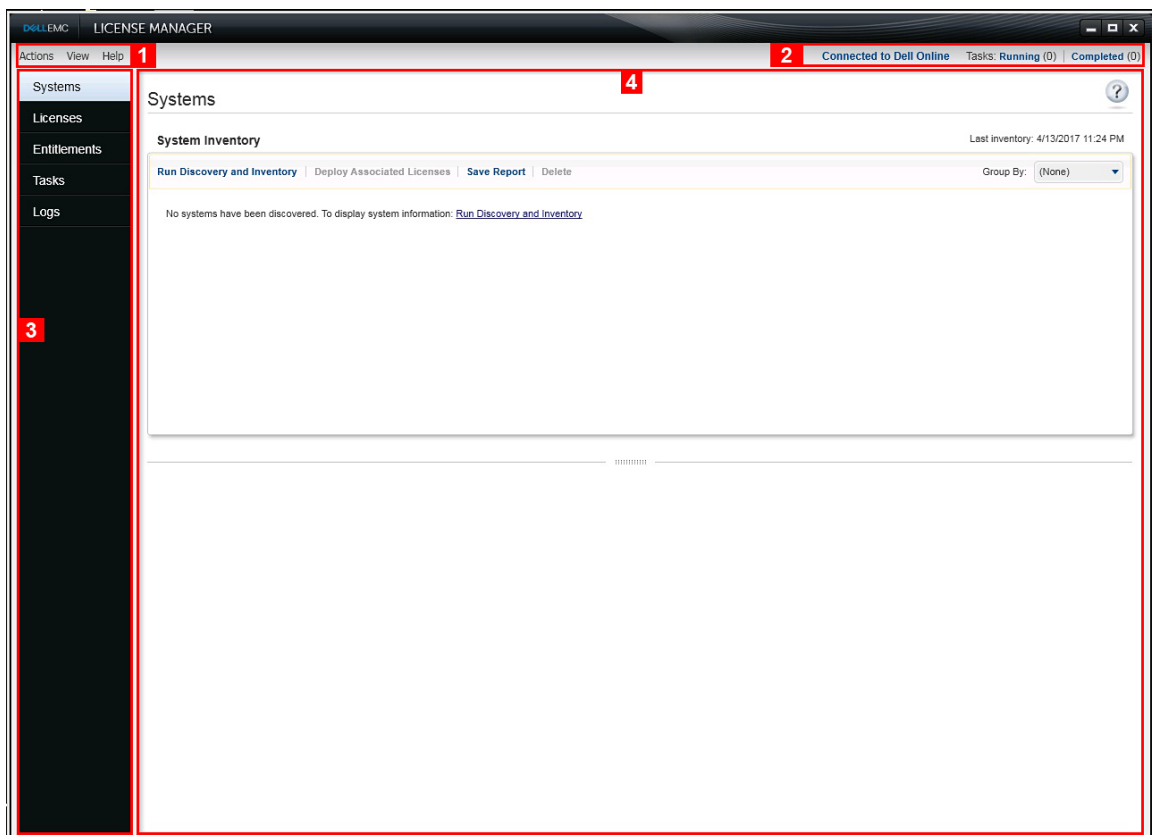 DELLEMC LICENSE MANAGER
Actions View Help 1 2 Connected to Dell Online Tasks: Running (0) Completed (0)
4
Systems
Licenses
Entitlements
Tasks
Logs
3
Systems ?
System Inventory Last inventory: 4/13/2017 11:24 PM
Run Discovery and Inventory Deploy Associated Licenses Save Report Delete Group By: (None)
No systems have been discovered. To display system information: Run Discovery and Inventory